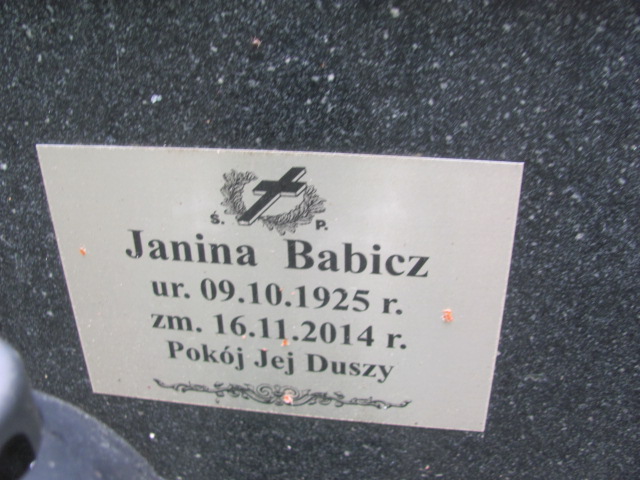 Ś. P.
Janina Babicz
ur. 09.10.1925 r.
zm. 16.11.2014 r.
Pokój Jej Duszy